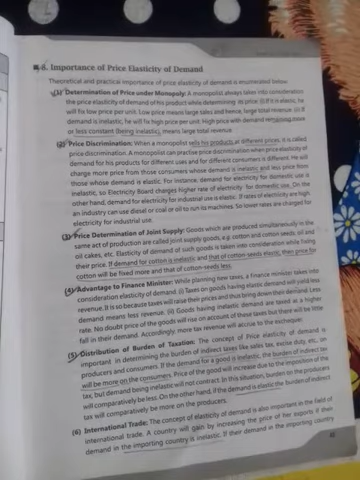 8. Importance of Price Elasticity of Demand
Theoretical and practical importance of price elasticity of demand is enumerated below.
(1) Determination of Price under Monopoly: A monopolist always takes into consideration
the price elasticity of demand of his product while determining its price. (i) If it is elastic, he
will fix low price per unit. Low price means large sales and hence, large total revenue. (ii) If
demand is inelastic, he will fix high price per unit. High price with demand remaining more
or less constant (being inelastic), means large total revenue.
(2) Price Discrimination: When a monopolist sells his product at different prices, it is called
price discrimination. A monopolist can practise price discrimination when price elasticity of
demand for his products for different uses and for different consumers is different. He will
charge more price from those consumers whose demand is inelastic and less price from
those whose demand is elastic. For instance, demand for electricity for domestic use is
inelastic, so Electricity Board charges higher rate of electricity for domestic use. On the
other hand, demand for electricity for industrial use is elastic. If rates of electricity are high,
an industry can use diesel or coal or oil to run its machines. So lower rates are charged for
electricity for industrial use.
(3) Price Determination of Joint Supply: Goods which are produced simultaneously in the
same act of production are called joint supply goods, e.g. cotton and cotton seeds; oil and
oil cakes, etc. Elasticity of demand of such goods is taken into consideration while fixing
their price. If demand for cotton is inelastic and that of cotton-seeds elastic, then price for
cotton will be fixed more and that of cotton-seeds less.
(4) Advantage to Finance Minister: While planning new taxes, a finance minister takes into
consideration elasticity of demand. (i) Taxes on goods having elastic demand will yield less
revenue. It is so because taxes will raise their prices and thus bring down their demand. Less
demand means less revenue. (ii) Goods having inelastic demand are taxed at a higher
rate. No doubt price of the goods will rise on account of these taxes but there will be little
fall in their demand. Accordingly, more tax revenue will accrue to the exchequer.
(5) Distribution of Burden of Taxation: The concept of Price elasticity of demand is
important in determining the burden of indirect taxes like sales tax, excise duty, etc., on
producers and consumers. If the demand for a good is inelastic, the burden of indirect tax
will be more on the consumers. Price of the good will increase due to the imposition of the
tax, but demand being inelastic will not contract. In this situation, burden on the producers
will comparatively be less. On the other hand, if the demand is elastic the burden of indirect
tax will comparatively be more on the producers.
(6) International Trade: The concept of elasticity of demand is also important in the field of
international trade. A country will gain by increasing the price of her exports if their
demand in the importing country is inelastic. If their demand in the importing country